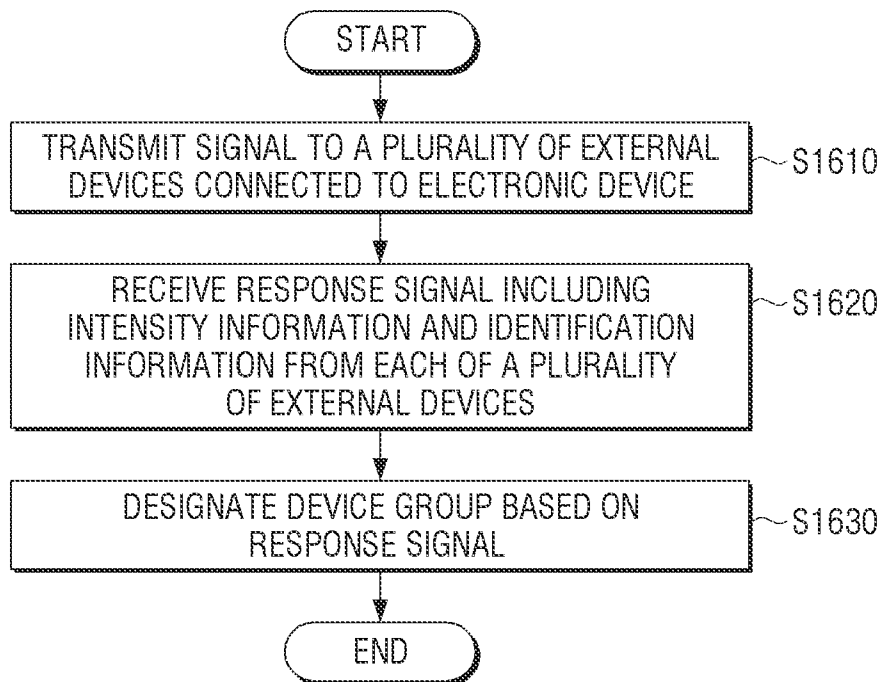 START
TRANSMIT SIGNAL TO A PLURALITY OF EXTERNAL
DEVICES CONNECTED TO ELECTRONIC DEVICE
S1610
RECEIVE RESPONSE SIGNAL INCLUDING
INTENSITY INFORMATION AND IDENTIFICATION
INFORMATION FROM EACH OF A PLURALITY
OF EXTERNAL DEVICES
S1620
DESIGNATE DEVICE GROUP BASED ON
RESPONSE SIGNAL
S1630
END